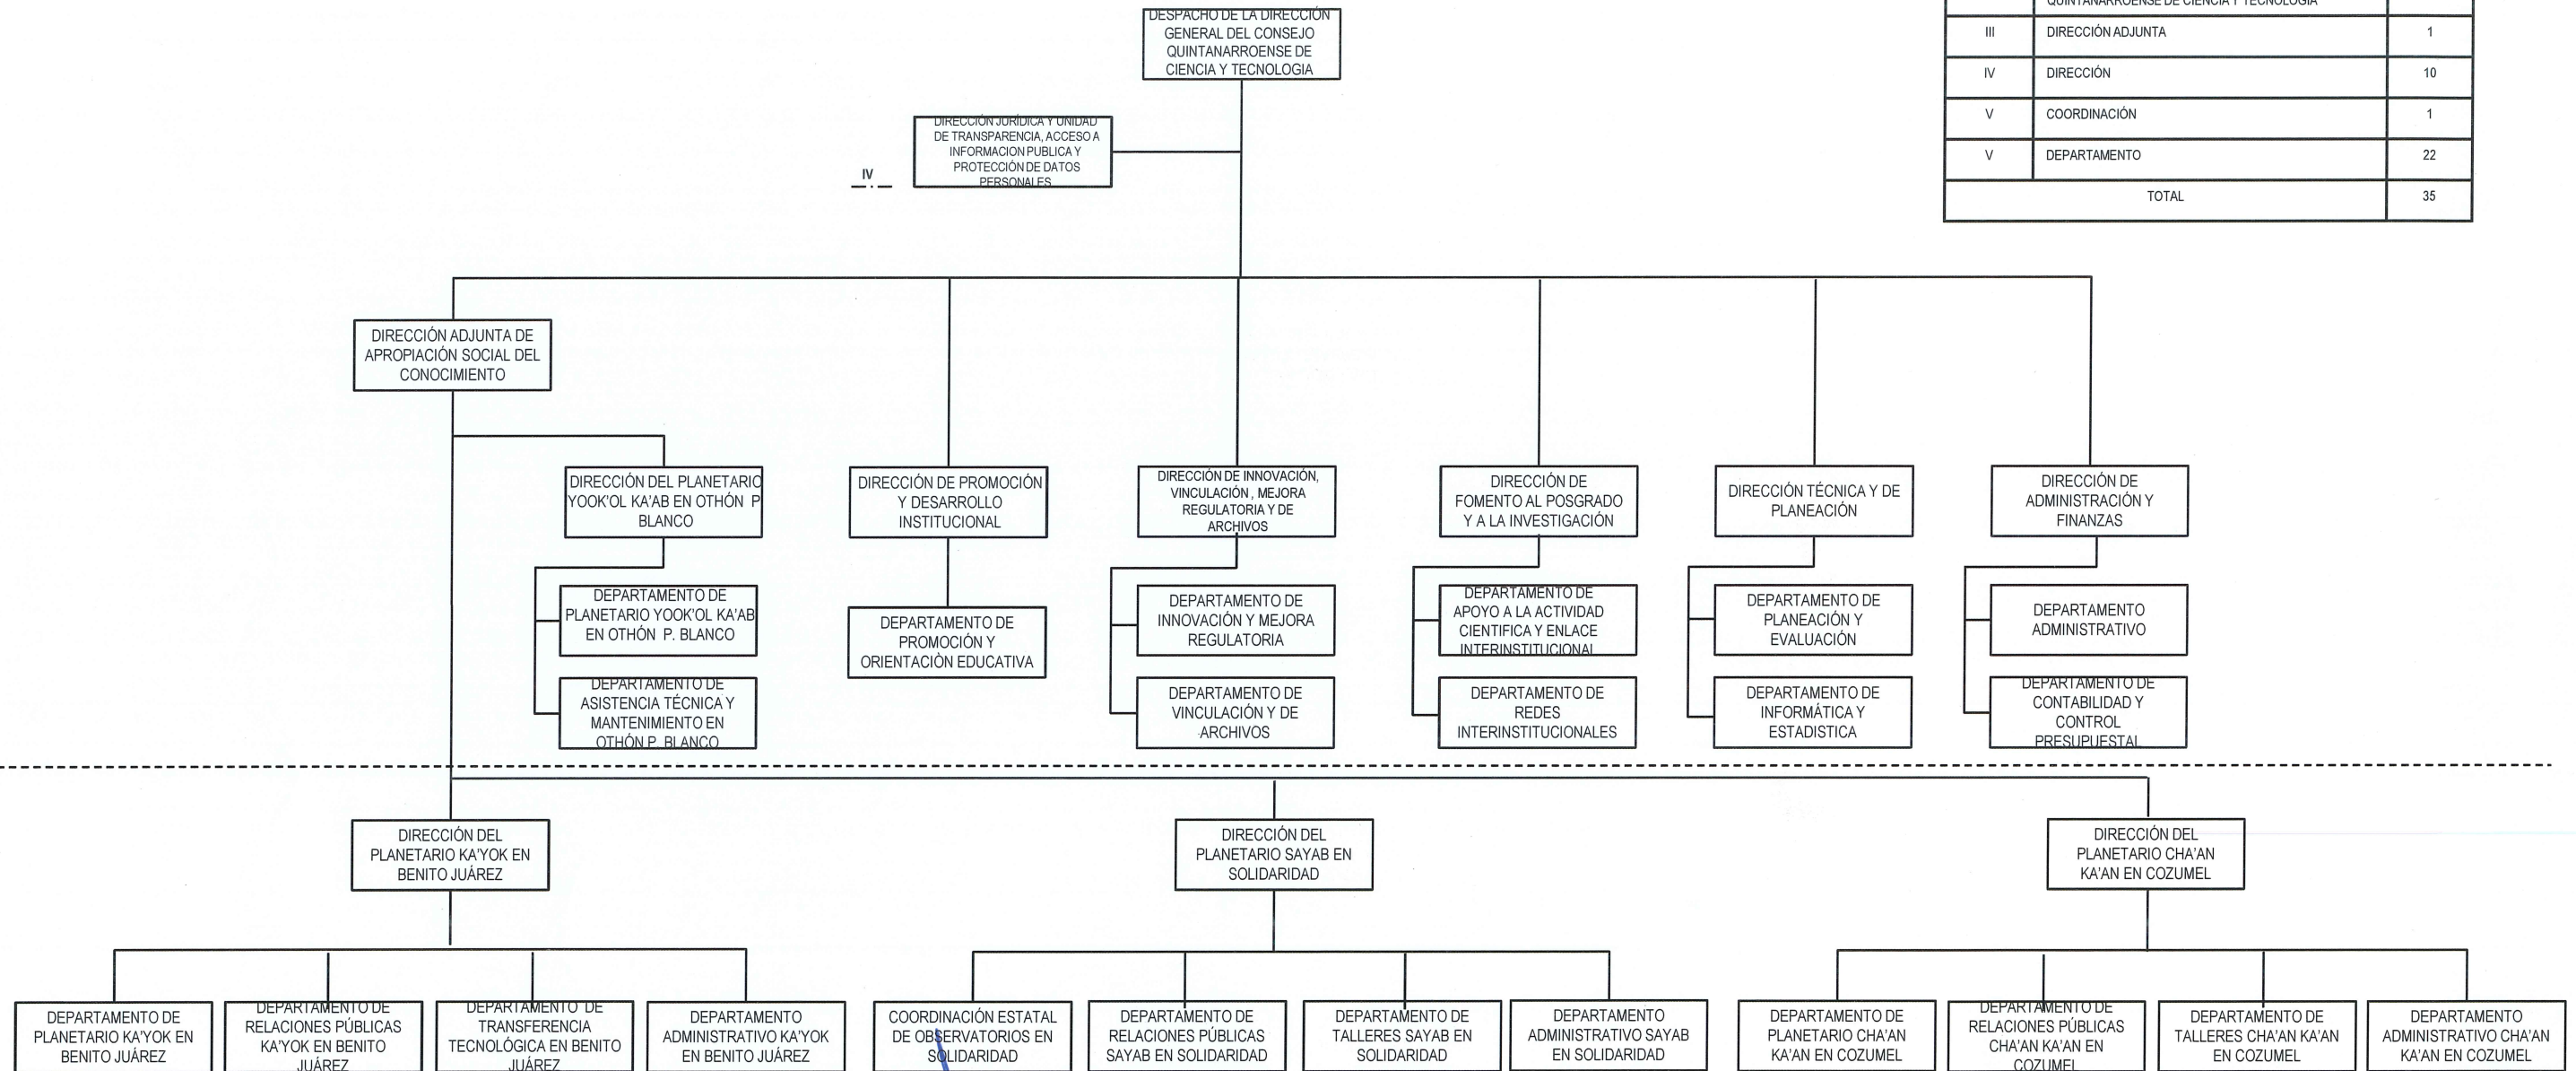 DESPACHO DE LA DIRECCIÓN
GENERAL DEL CONSEJO
QUINTANARROENSE DE
CIENCIA Y TECNOLOGIA
QUINTANARROENSE DE CIENCIA Y TECNOLOGIA
III DIRECCIÓN ADJUNTA 1
IV DIRECCIÓN 10
V COORDINACIÓN 1
V DEPARTAMENTO 22
TOTAL 35
DIRECCIÓN JURÍDICA Y UNIDAD
DE TRANSPARENCIA, ACCESO A
INFORMACION PUBLICA Y
PROTECCIÓN DE DATOS
PERSONALES
IV
DIRECCIÓN ADJUNTA DE
APROPIACIÓN SOCIAL DEL
CONOCIMIENTO
DIRECCIÓN DEL PLANETARIO
YOOK'OL KA'AB EN OTHÓN P
BLANCO
DIRECCIÓN DE PROMOCIÓN
Y DESARROLLO
INSTITUCIONAL
DIRECCIÓN DE INNOVACIÓN,
VINCULACIÓN , MEJORA
REGULATORIA Y DE
ARCHIVOS
DIRECCIÓN DE
FOMENTO AL POSGRADO
Y A LA INVESTIGACIÓN
DIRECCIÓN TÉCNICA Y DE
PLANEACIÓN
DIRECCIÓN DE
ADMINISTRACIÓN Y
FINANZAS
DEPARTAMENTO DE
PLANETARIO YOOK'OL KA'AB
EN OTHÓN P. BLANCO
DEPARTAMENTO DE
PROMOCIÓN Y
ORIENTACIÒN EDUCATIVA
DEPARTAMENTO DE
INNOVACIÓN Y MEJORA
REGULATORIA
DEPARTAMENTO DE
APOYO A LA ACTIVIDAD
CIENTIFICA Y ENLACE
INTERINSTITUCIONAL
DEPARTAMENTO DE
PLANEACIÓN Y
EVALUACIÓN
DEPARTAMENTO
ADMINISTRATIVO
DEPARTAMENTO DE
ASISTENCIA TÉCNICA Y
MANTENIMIENTO EN
OTHÓN P. BLANCO
DEPARTAMENTO DE
VINCULACIÓN Y DE
ARCHIVOS
DEPARTAMENTO DE
REDES
INTERINSTITUCIONALES
DEPARTAMENTO DE
INFORMÁTICA Y
ESTADISTICA
DEPARTAMENTO DE
CONTABILIDAD Y
CONTROL
PRESUPUESTAL
DIRECCIÓN DEL
PLANETARIO KA'YOK EN
BENITO JUÁREZ
DIRECCIÓN DEL
PLANETARIO SAYAB EN
SOLIDARIDAD
DIRECCIÓN DEL
PLANETARIO CHA'AN
KA'AN EN COZUMEL
DEPARTAMENTO DE
PLANETARIO KA'YOK EN
BENITO JUÁREZ
DEPARTAMENTO DE
RELACIONES PÚBLICAS
KA'YOK EN BENITO
JUÁREZ
DEPARTAMENTO DE
TRANSFERENCIA
TECNOLÓGICA EN BENITO
JUÁREZ
DEPARTAMENTO
ADMINISTRATIVO KA'YOK
EN BENITO JUÁREZ
COORDINACIÓN ESTATAL
DE OBSERVATORIOS EN
SOLIDARIDAD
DEPARTAMENTO DE
RELACIONES PÚBLICAS
SAYAB EN SOLIDARIDAD
DEPARTAMENTO DE
TALLERES SAYAB EN
SOLIDARIDAD
DEPARTAMENTO
ADMINISTRATIVO SAYAB
EN SOLIDARIDAD
DEPARTAMENTO DE
PLANETARIO CHA'AN
KA'AN EN COZUMEL
DEPARTAMENTO DE
RELACIONES PÚBLICAS
CHA'AN KA'AN EN
COZUMEL
DEPARTAMENTO DE
TALLERES CHA'AN KA'AN
EN COZUMEL
DEPARTAMENTO
ADMINISTRATIVO CHA'AN
KA'AN EN COZUMEL